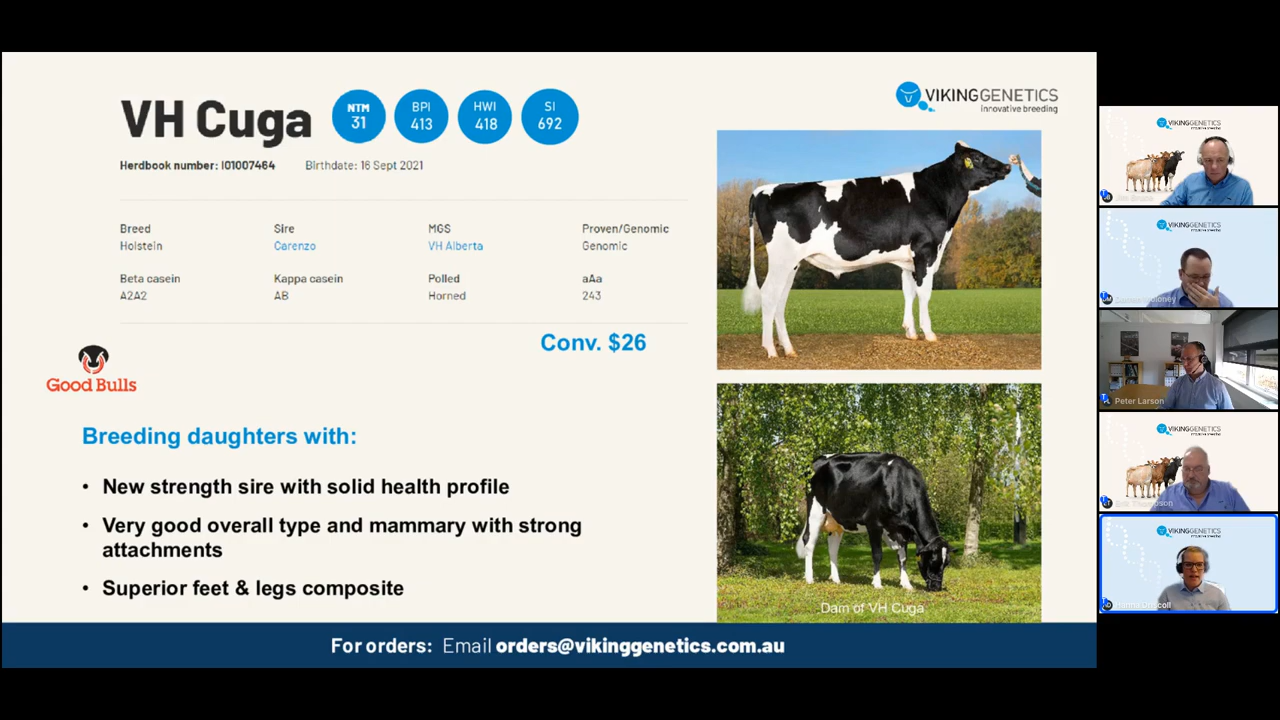 VH Cuga
NTM
31
BPI
413
HWI
418
SI
692
VIKINGGENETICS
innovative breeding
Herdbook number: I01007464
Birthdate: 16 Sept 2021
Breed
Holstein
Sire
Carenzo
MGS
VH Alberta
Proven/Genomic
Genomic
Beta casein
A2A2
Kappa casein
AB
Polled
Horned
aAa
243
Conv. $26
Good Bulls
Breeding daughters with:
• New strength sire with solid health profile
• Very good overall type and mammary with strong
attachments
• Superior feet & legs composite
Dam of VH Cuga
For orders: Email orders@vikinggenetics.com.au
VIKINGGENETICS
VIKINGGENETICS
Peter Larson
VIKINGGENETICS
VIKINGGENETICS